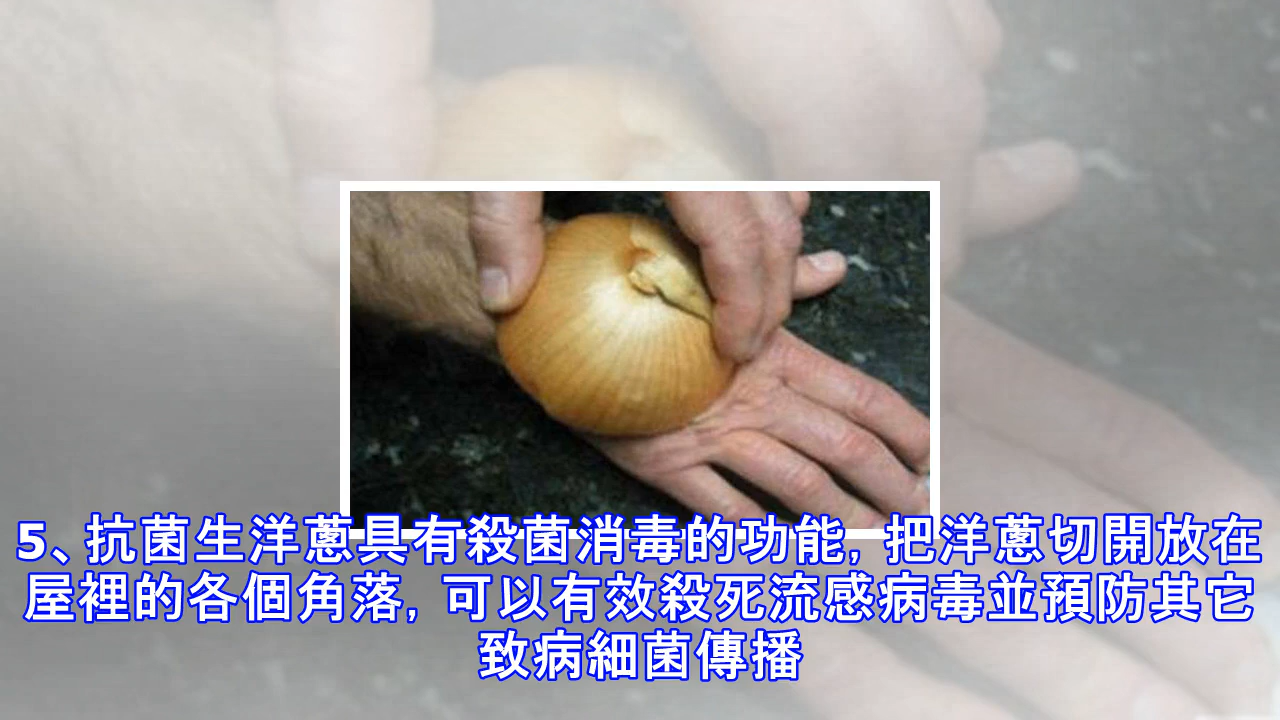 5、抗菌生洋蔥具有殺菌消毒的功能, 把洋蔥切開放在
屋裡的各個角落, 可以有效殺死流感病毒並預防其它
致病細菌傳播